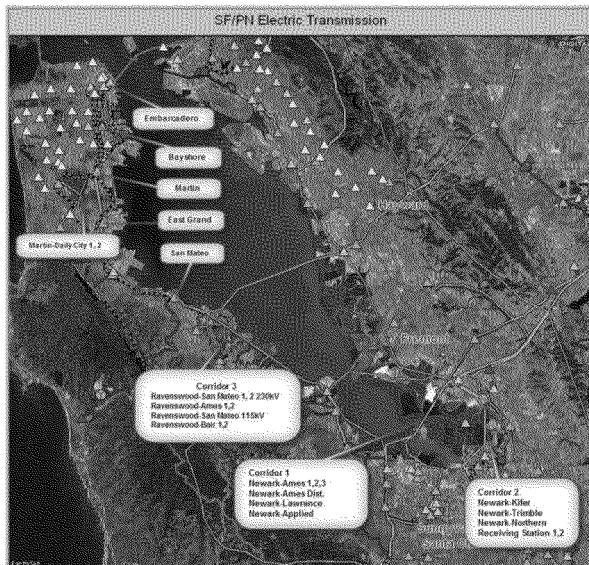 SF/PN Electric Transmission
Embarcadero
Bayshore
Martin
East Grand
San Mateo
Martin-Daily City 1, 2
Hayward
Fremont
Corridor 3
Ravenswood-San Mateo 1, 2 230kV
Ravenswood-Ames 1,2
Ravenswood-San Mateo 115kV
Ravenswood-Bair 1,2
Corridor 1
Newark-Ames 1,2,3
Newark-Ames Dist.
Newark-Lawrence
Newark-Applied
Corridor 2
Newark-Kifer
Newark-Trimble
Newark-Northern
Receiving Station 1,2